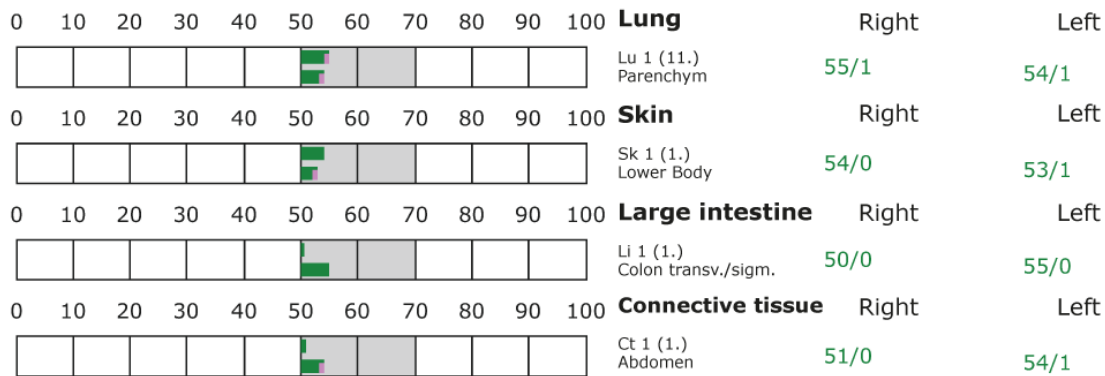 0 10 20 30 40 50 60 70 80 90 100 Lung Right Left
Lu 1 (11.)
Parenchym 55/1 54/1
0 10 20 30 40 50 60 70 80 90 100 Skin Right Left
Sk 1 (1.)
Lower Body 54/0 53/1
0 10 20 30 40 50 60 70 80 90 100 Large intestine Right Left
Li 1 (1.)
Colon transv./sigm. 50/0 55/0
0 10 20 30 40 50 60 70 80 90 100 Connective tissue Right Left
Ct 1 (1.)
Abdomen 51/0 54/1